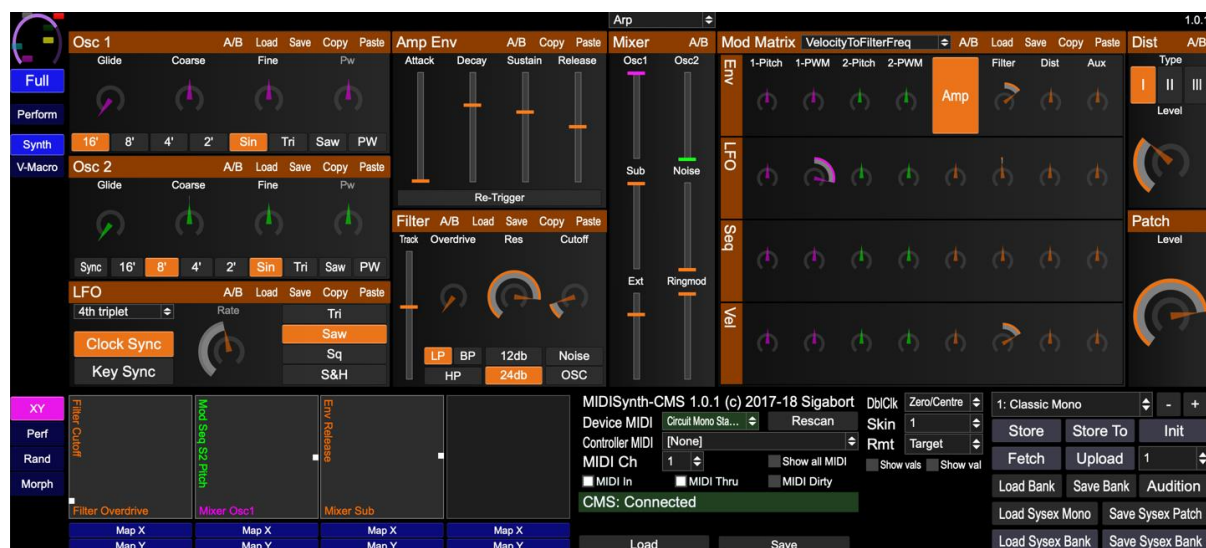 Arp
1.0.1
Osc 1 A/B Load Save Copy Paste
Glide Coarse Fine Pw
16' 8' 4' 2' Sin Tri Saw PW
Osc 2 A/B Load Save Copy Paste
Glide Coarse Fine Pw
Sync 16' 8' 4' 2' Sin Tri Saw PW
LFO A/B Load Save Copy Paste
4th triplet Rate Tri
Saw
Clock Sync Sq
Key Sync S&H
Full
Perform
Synth
V-Macro
Amp Env A/B Copy Paste
Attack Decay Sustain Release
Re-Trigger
Filter A/B Load Save Copy Paste
Track Overdrive Res Cutoff
LP BP 12db Noise
HP 24db OSC
Mixer A/B
Osc1 Osc2
Sub Noise
Ext Ringmod
Mod Matrix VelocityToFilterFreq A/B Load Save Copy Paste
Env 1-Pitch 1-PWM 2-Pitch 2-PWM Amp Filter Dist Aux
LFO
Seq
Vel
Dist A/B
Type
I II III
Level
Patch
Level
XY
Perf
Rand
Morph
Filter Cutoff
Filter Overdrive
Mod Seq S2 Pitch
Mixer Osc1
Env Release
Mixer Sub
Map X Map X Map X Map X
Map Y Map Y Map Y Map Y
MIDISynth-CMS 1.0.1 (c) 2017-18 Sigabort
Device MIDI Circuit Mono Sta... Rescan
Controller MIDI [None]
MIDI Ch 1 Show all MIDI
MIDI In MIDI Thru MIDI Dirty
CMS: Connected
Load Save
DblClk Zero/Centre
Skin 1
Rmt Target
Show vals Show val
1: Classic Mono - +
Store Store To Init
Fetch Upload 1
Load Bank Save Bank Audition
Load Sysex Mono Save Sysex Patch
Load Sysex Bank Save Sysex Bank